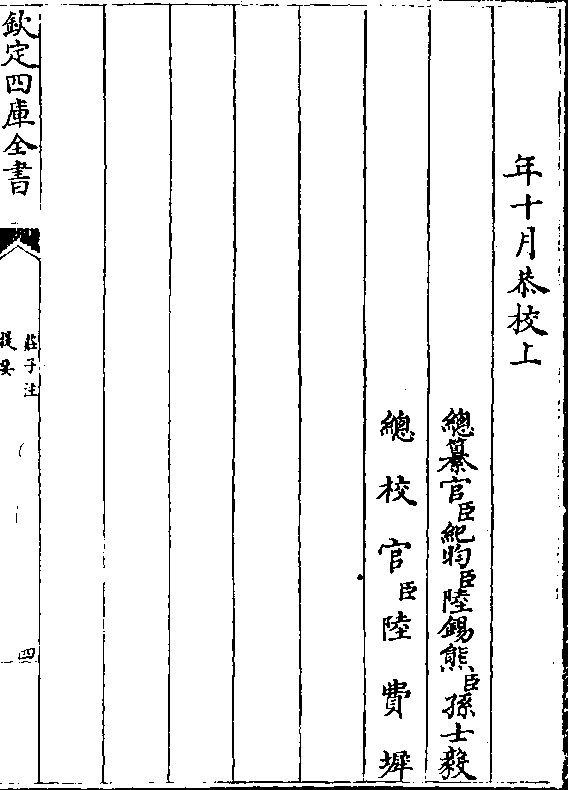 年十月恭校上
總纂官臣紀昀臣陸錫熊臣孫士毅
總校官臣陸費墀
欽定四庫全書
莊子注
提要
四